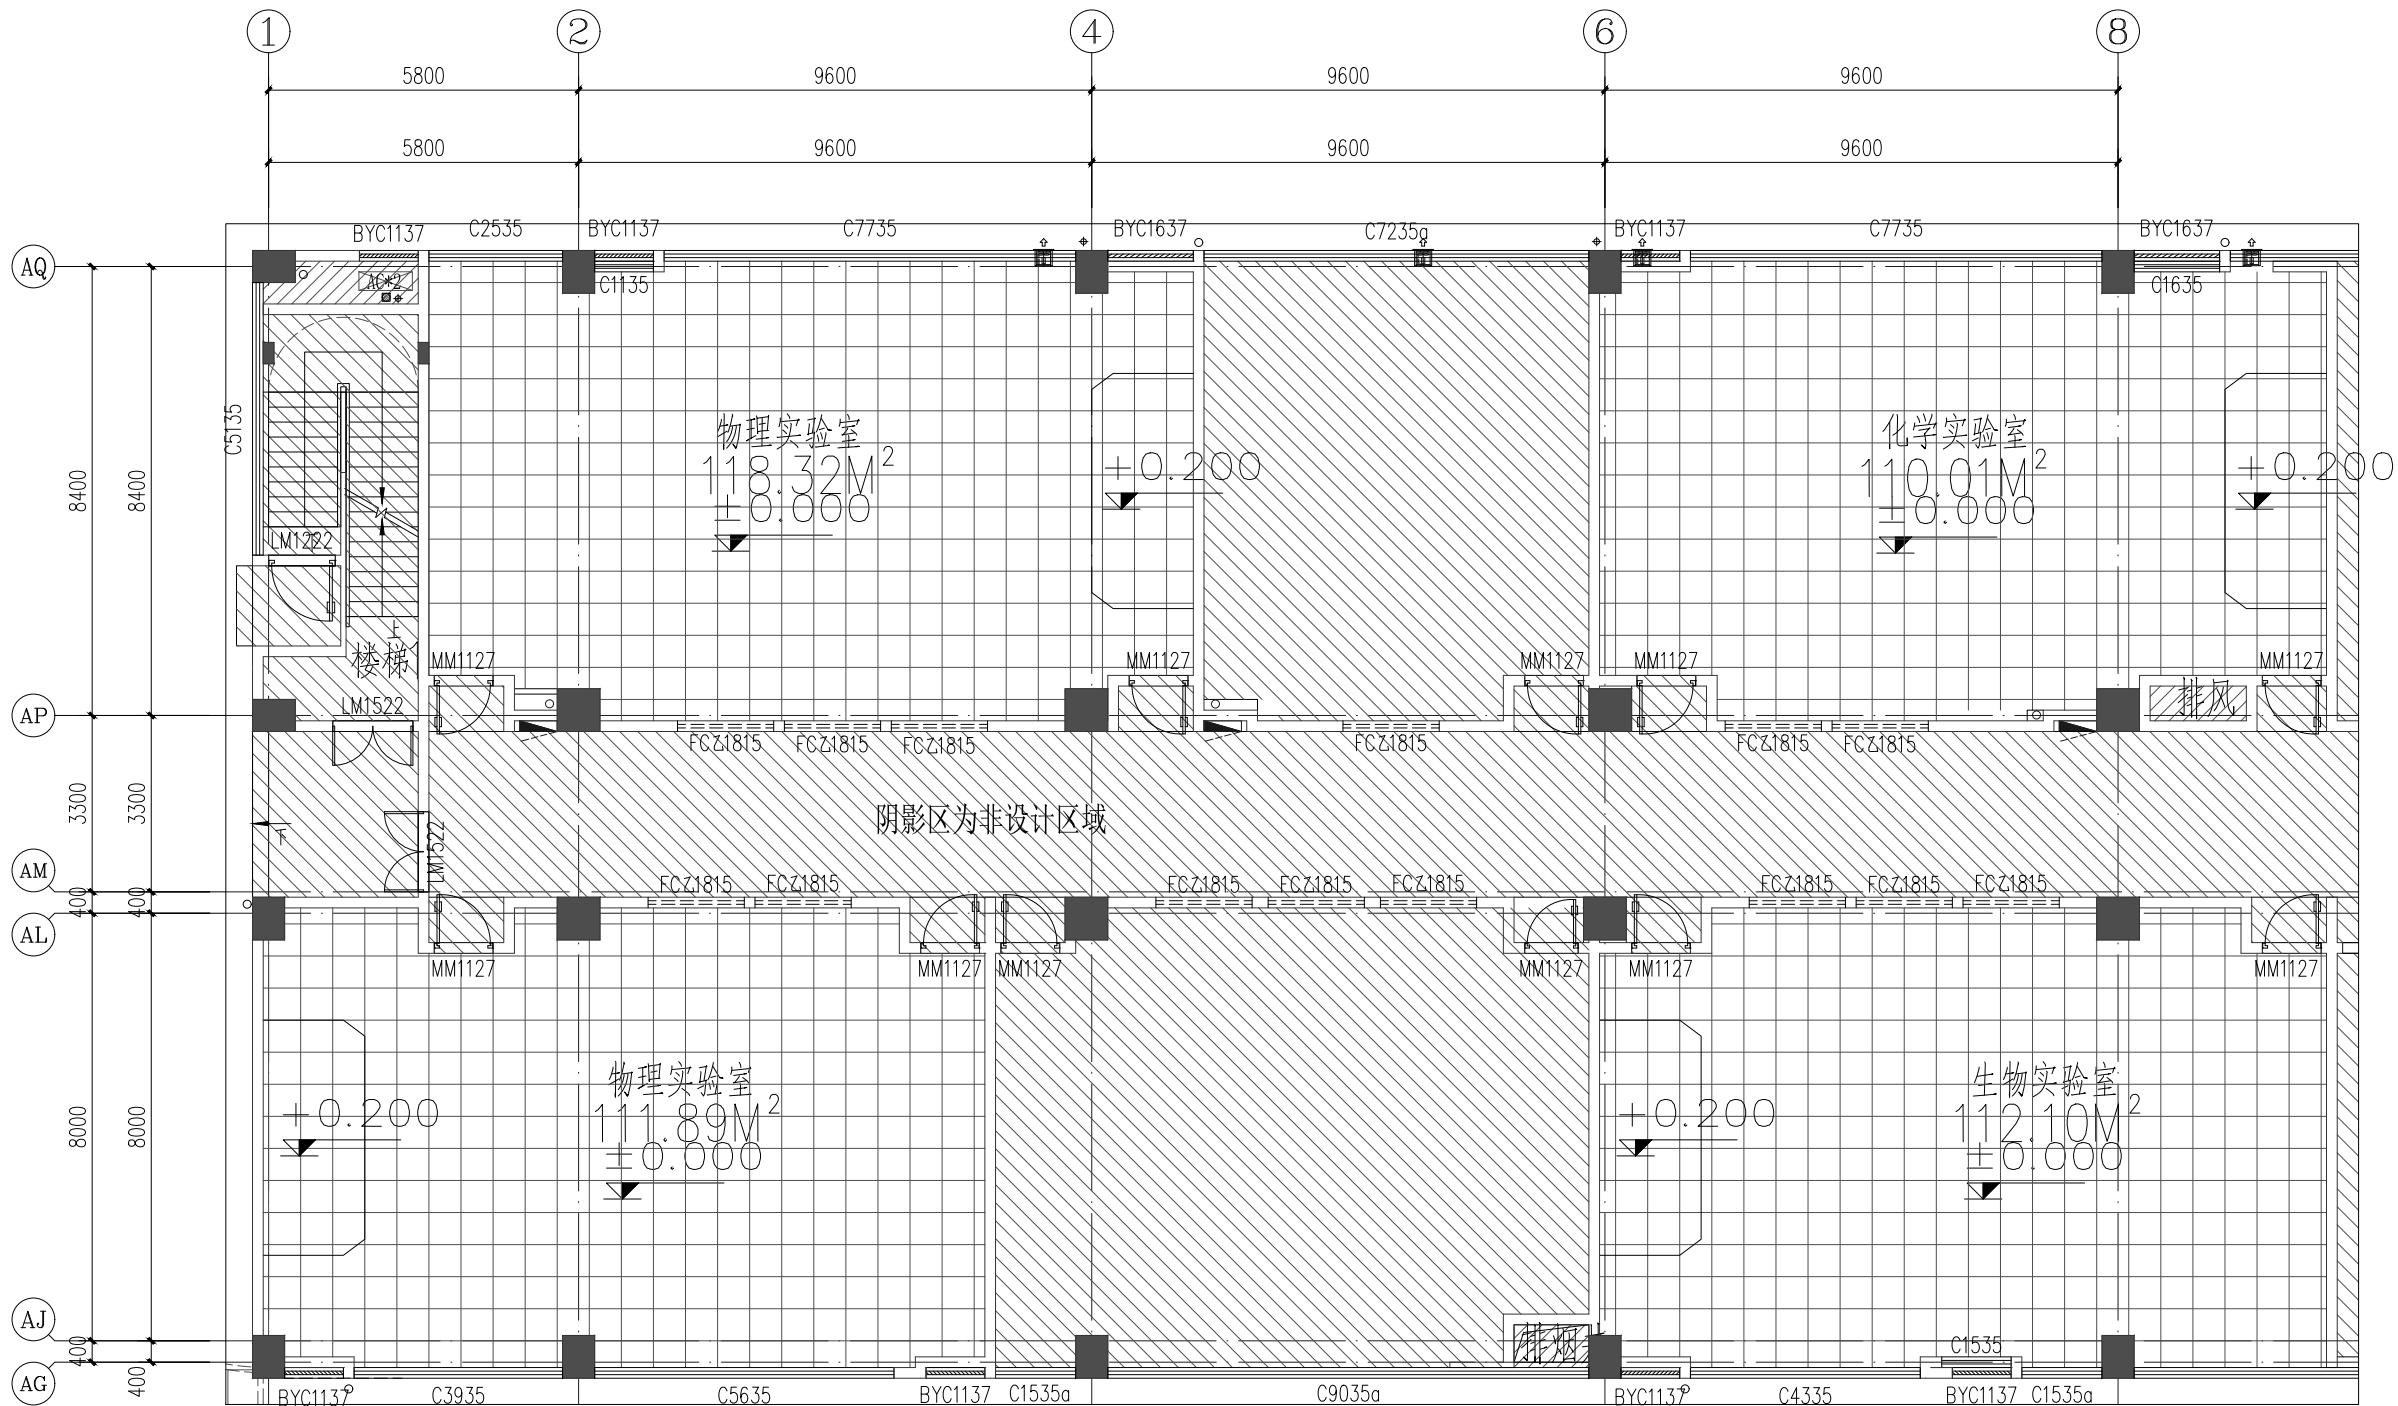 1 2 4 6 8
5800 9600 9600 9600
5800 9600 9600 9600
BYC1137 C2535 BYC1137 C7735 BYC1637 C7235a BYC1137 C7735 BYC1637
AQ
AC*2 C1135 C1635
C5135
物理实验室
118.32M²
±0.000
+0.200
化学实验室
110.01M²
±0.000
+0.200
8400 8400
LM1222
上
楼梯
MM1127 MM1127 MM1127 MM1127 MM1127
排风
LM1522
AP
FCZ1815 FCZ1815 FCZ1815 FCZ1815 FCZ1815 FCZ1815
3300 3300
下
LM1522
阴影区为非设计区域
AM
400 400
FCZ1815 FCZ1815 FCZ1815 FCZ1815 FCZ1815 FCZ1815 FCZ1815 FCZ1815
AL
MM1127 MM1127 MM1127 MM1127 MM1127 MM1127
物理实验室
111.89M²
±0.000
+0.200
生物实验室
112.10M²
±0.000
+0.200
8000 8000
AJ
400
C1535
AG
400
BYC1137 C3935 C5635 BYC1137 C1535a C9035a BYC1137 C4335 BYC1137 C1535a